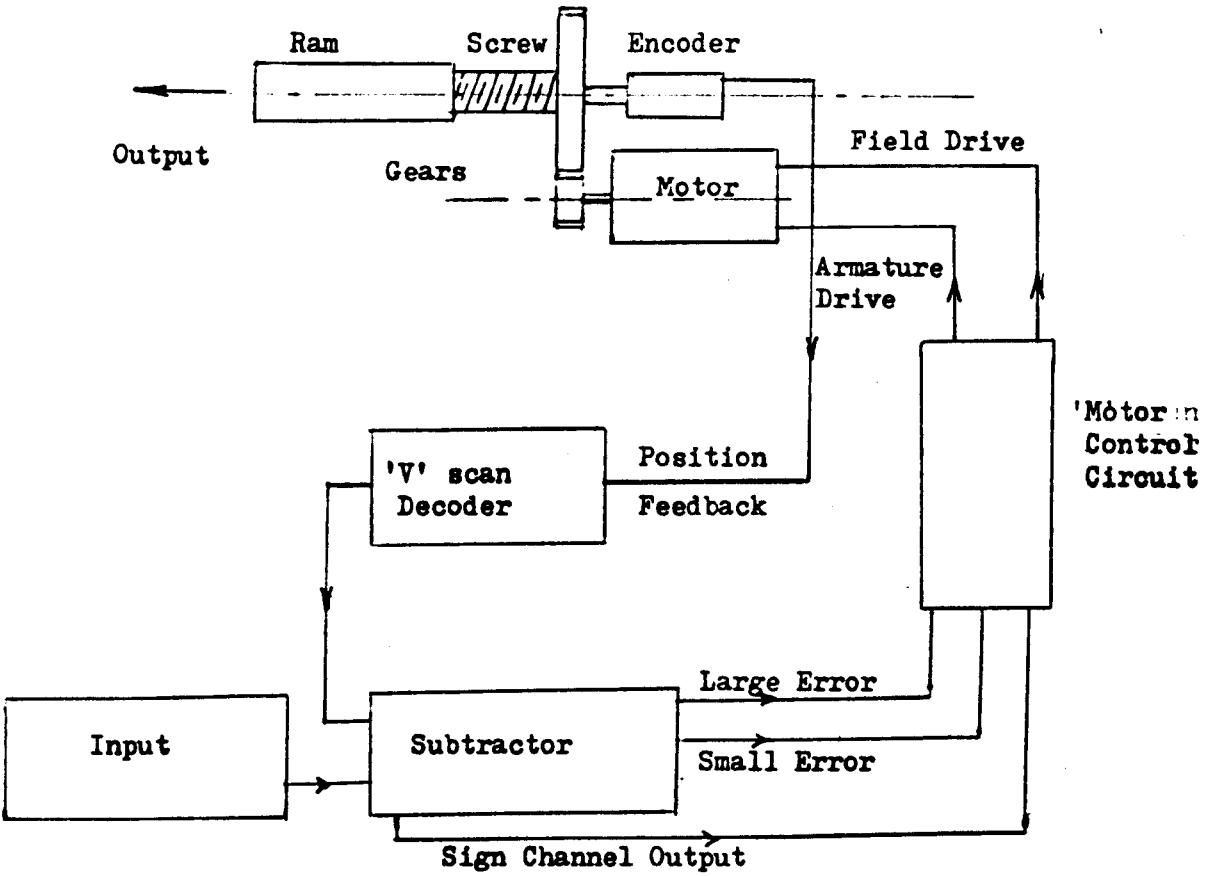 Ram
Screw
Encoder
Output
Gears
Motor
Field Drive
Armature
Drive
'Motor
Control
Circuit
'V' scan
Decoder
Position
Feedback
Large Error
Small Error
Input
Subtractor
Sign Channel Output